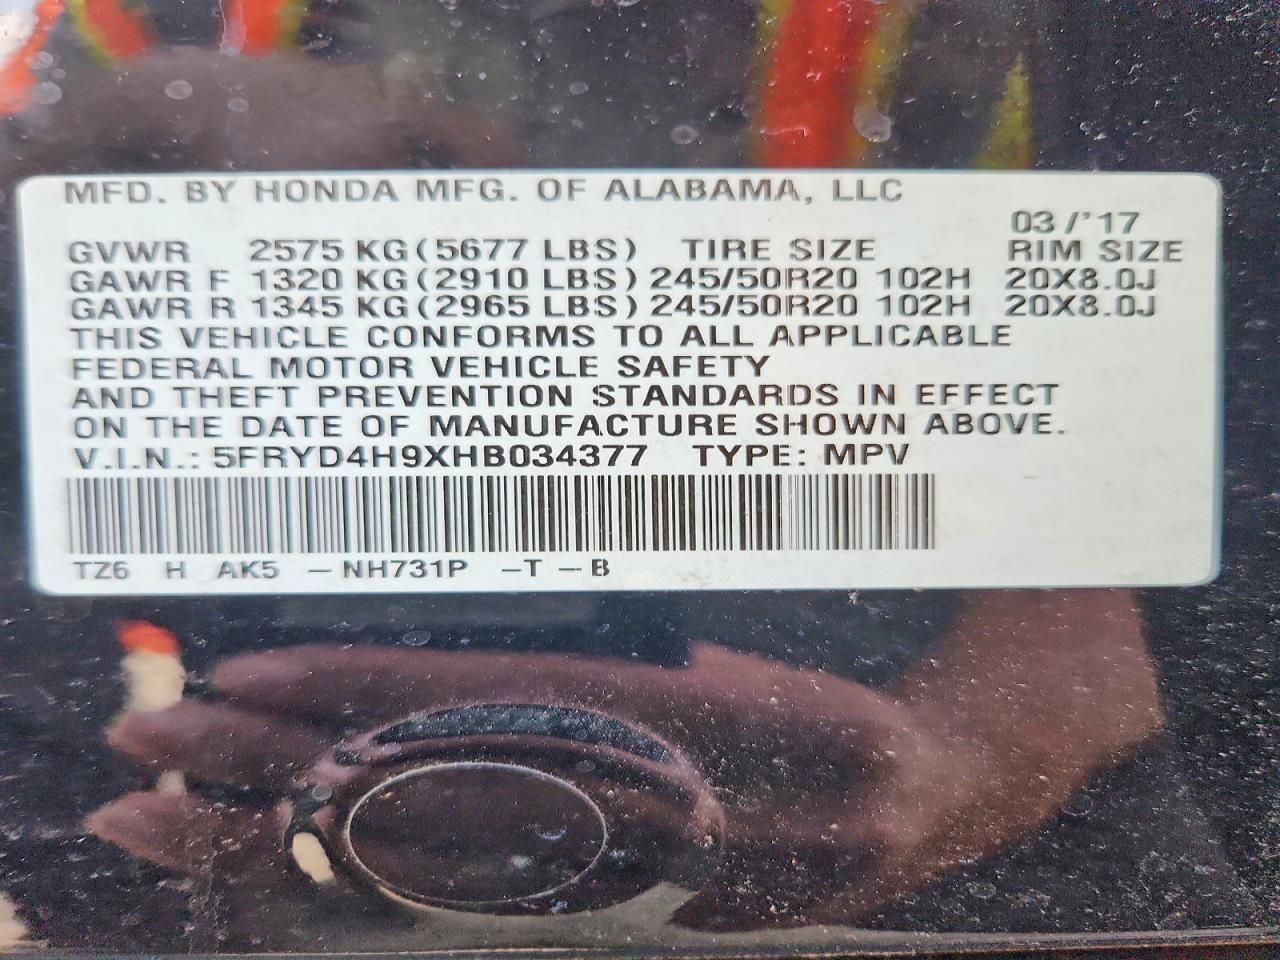 MFD. BY HONDA MFG. OF ALABAMA, LLC
03/'17
GVWR 2575 KG(5677 LBS) TIRE SIZE RIM SIZE
GAWR F 1320 KG(2910 LBS) 245/50R20 102H 20X8.0J
GAWR R 1345 KG(2965 LBS) 245/50R20 102H 20X8.0J
THIS VEHICLE CONFORMS TO ALL APPLICABLE
FEDERAL MOTOR VEHICLE SAFETY
AND THEFT PREVENTION STANDARDS IN EFFECT
ON THE DATE OF MANUFACTURE SHOWN ABOVE.
V.I.N.: 5FRYD4H9XHB034377 TYPE: MPV
TZ6 H AK5 –NH731P –T –B